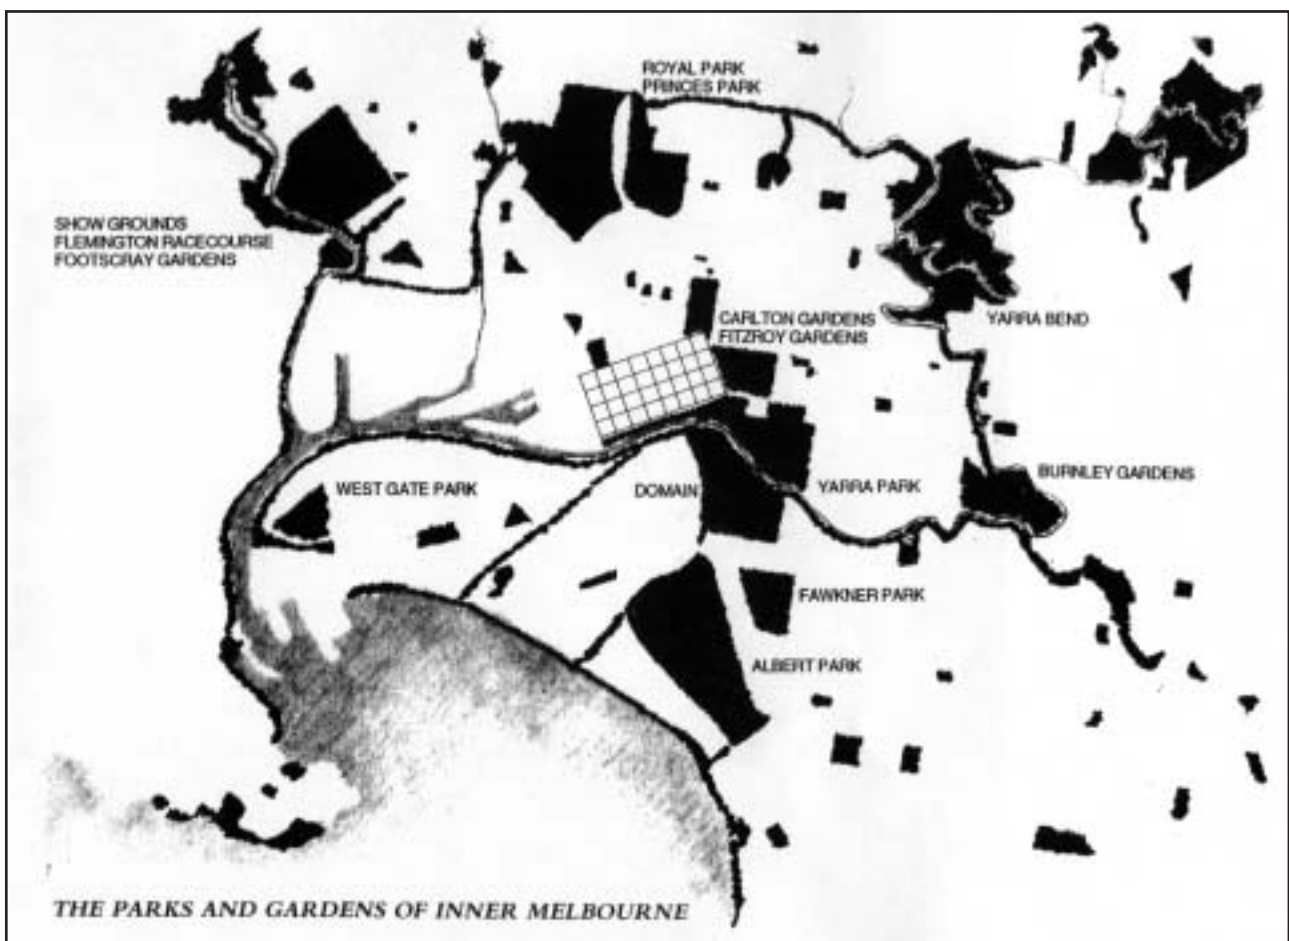 ROYAL PARK
PRINCES PARK
SHOW GROUNDS
FLEMINGTON RACECOURSE
FOOTSCRAY GARDENS
CARLTON GARDENS
FITZROY GARDENS
YARRA BEND
WEST GATE PARK
DOMAIN
YARRA PARK
BURNLEY GARDENS
FAWKNER PARK
ALBERT PARK
THE PARKS AND GARDENS OF INNER MELBOURNE